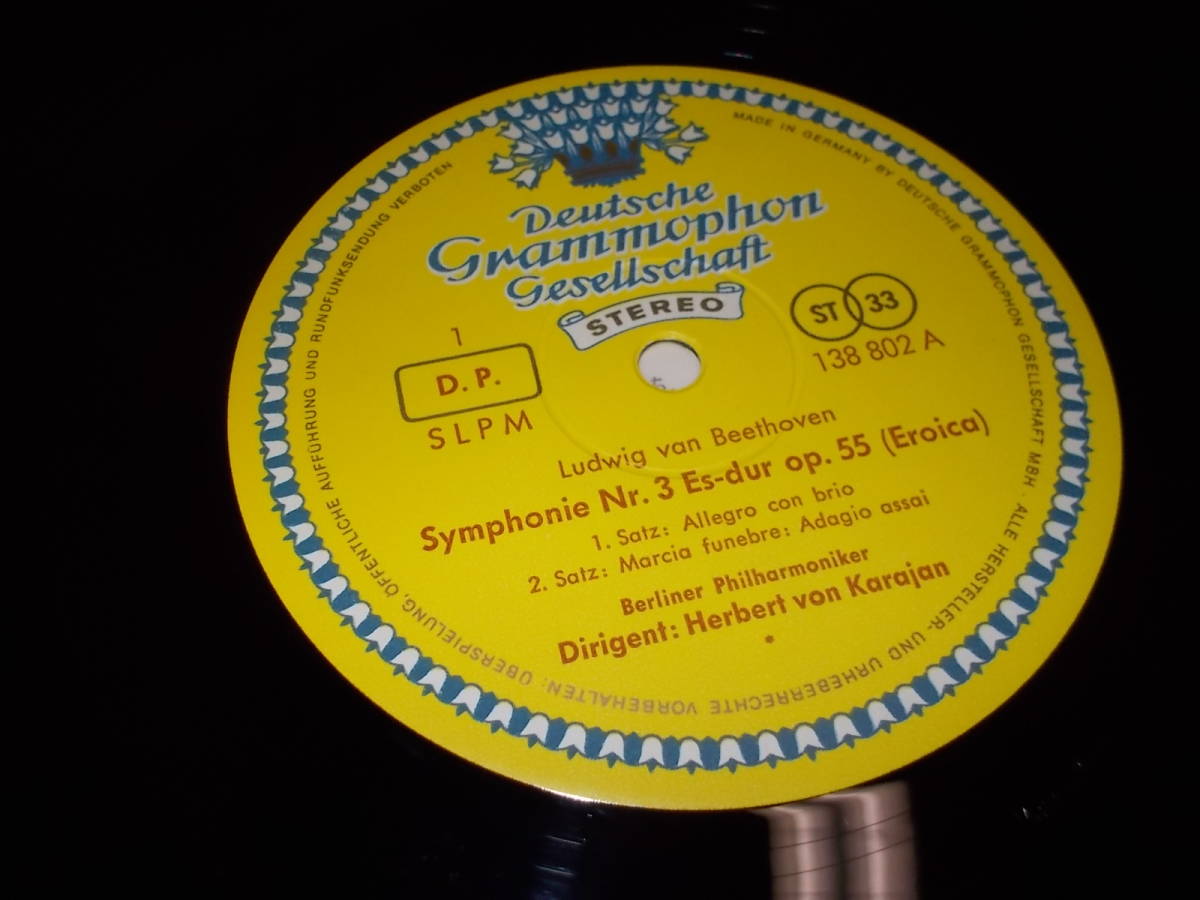 Deutsche
Grammophon
Gesellschaft
STEREO
1
D. P.
SLPM
ST 33
138 802 A
Ludwig van Beethoven
Symphonie Nr. 3 Es-dur op. 55 (Eroica)
1. Satz: Allegro con brio
2. Satz: Marcia funebre: Adagio assai
Berliner Philharmoniker
Dirigent: Herbert von Karajan
*
MADE IN GERMANY BY DEUTSCHE GRAMMOPHON GESELLSCHAFT MBH · ALLE HERSTELLER- UND URHEBERRECHTE VORBEHALTEN: ÜBERSPIELUNG, ÖFFENTLICHE AUFFÜHRUNG UND RUNDFUNKSENDUNG VERBOTEN